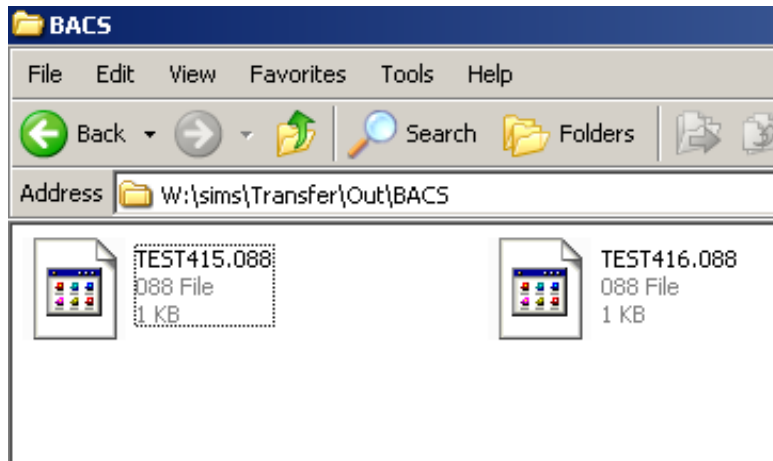 BACS
File Edit View Favorites Tools Help
Back Search Folders
Address W:\sims\Transfer\Out\BACS
TEST415.088 TEST416.088
088 File 088 File
1 KB 1 KB